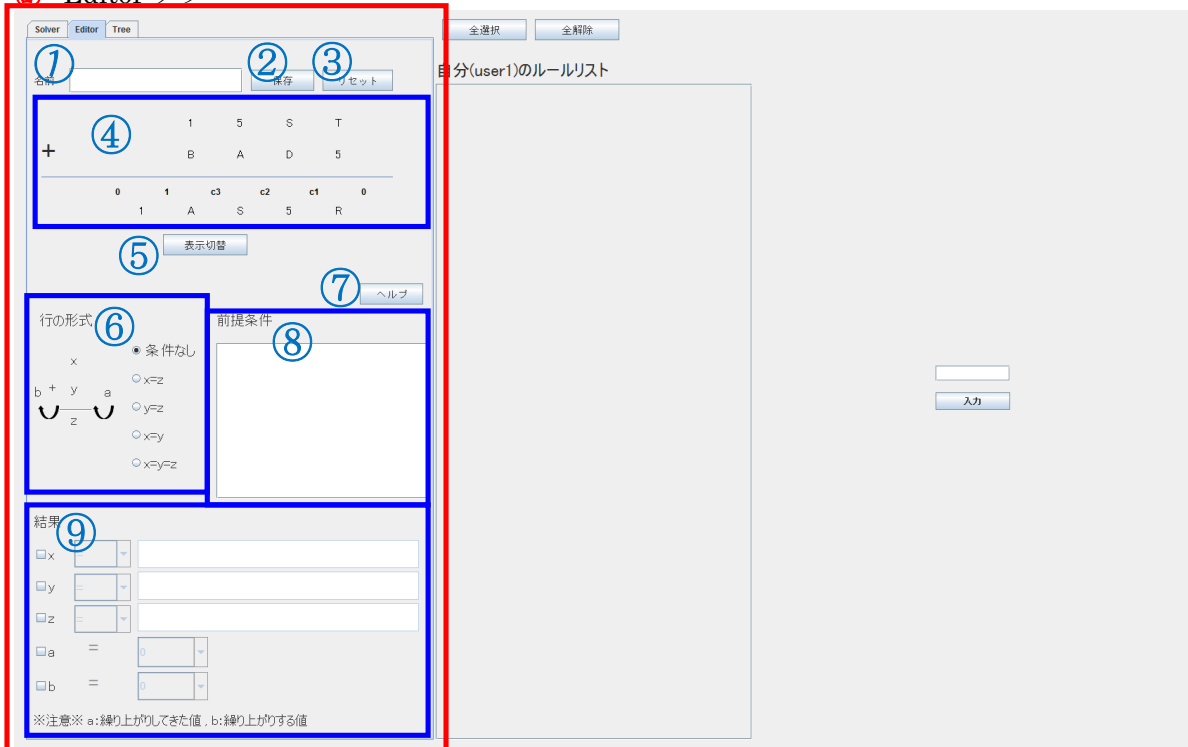 Solver Editor Tree
全選択 全解除
① ② ③
名前 保存 リセット
自分(user1)のルールリスト
④
1 5 S T
+ B A D 5
0 1 c3 c2 c1 0
1 A S 5 R
⑤ 表示切替
⑦ ヘルプ
行の形式 ⑥
前提条件 ⑧
条件なし
x
x=z
b + y a
y=z
z
x=y
x=y=z
入力
結果 ⑨
x =
y =
z =
a = 0
b = 0
※注意※ a:繰り上がりしてきた値 , b:繰り上がりする値